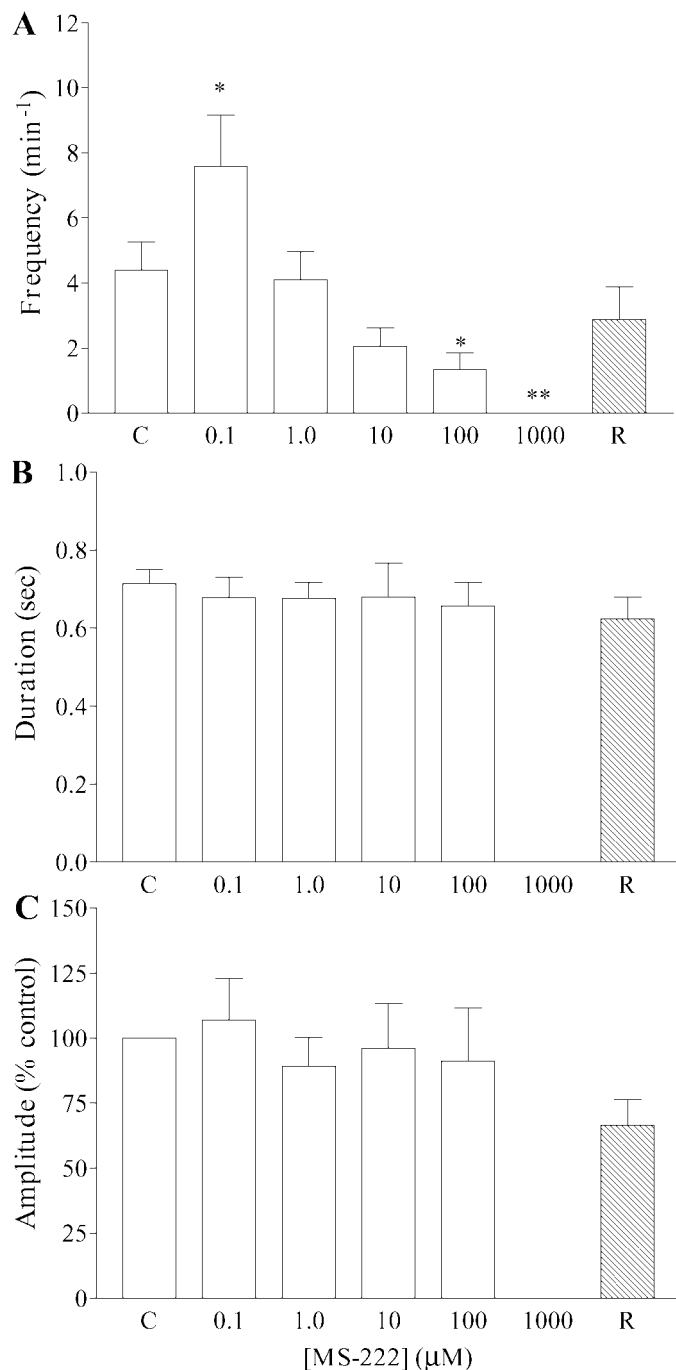 A
Frequency (min⁻¹)
12
10
8
6
4
2
0
*
*
**
C 0.1 1.0 10 100 1000 R
B
Duration (sec)
1.0
0.8
0.6
0.4
0.2
0.0
C 0.1 1.0 10 100 1000 R
C
Amplitude (% control)
150
125
100
75
50
25
0
C 0.1 1.0 10 100 1000 R
[MS-222] (μM)